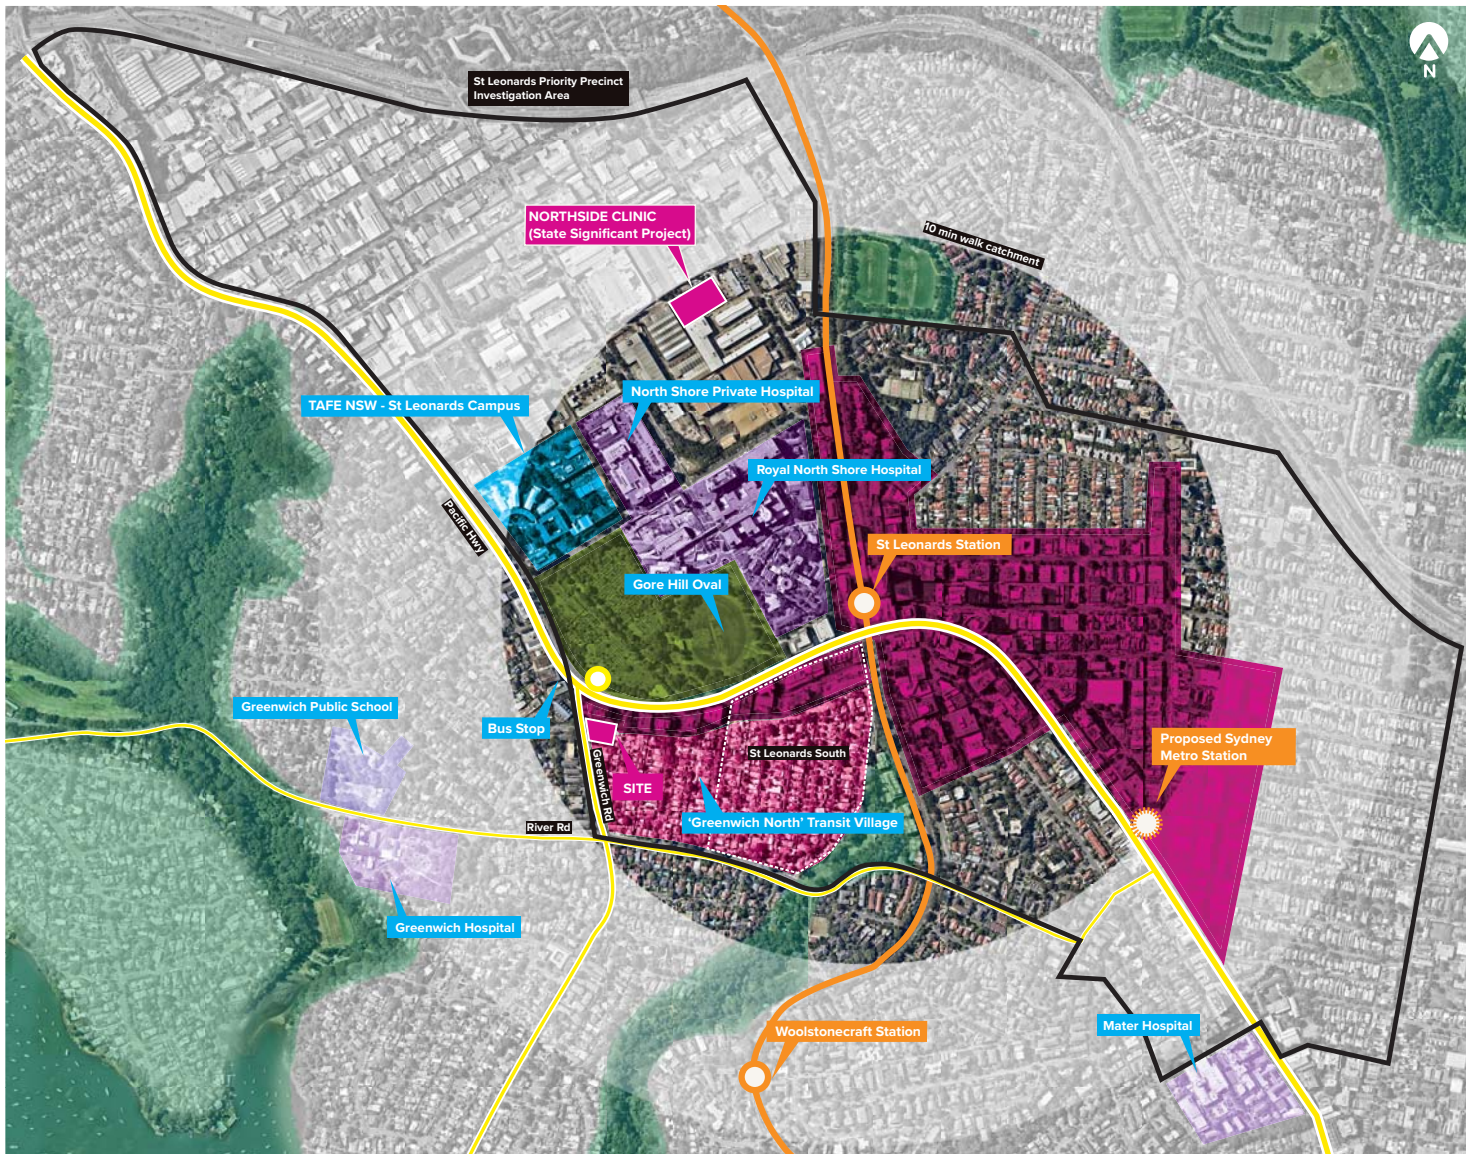 N
St Leonards Priority Precinct
Investigation Area
NORTHSIDE CLINIC
(State Significant Project)
10 min walk catchment
North Shore Private Hospital
TAFE NSW - St Leonards Campus
Royal North Shore Hospital
Pacific Hwy
St Leonards Station
Gore Hill Oval
Greenwich Public School
Bus Stop
Greenwich Rd
SITE
St Leonards South
Proposed Sydney
Metro Station
'Greenwich North' Transit Village
River Rd
Greenwich Hospital
Woolstonecraft Station
Mater Hospital